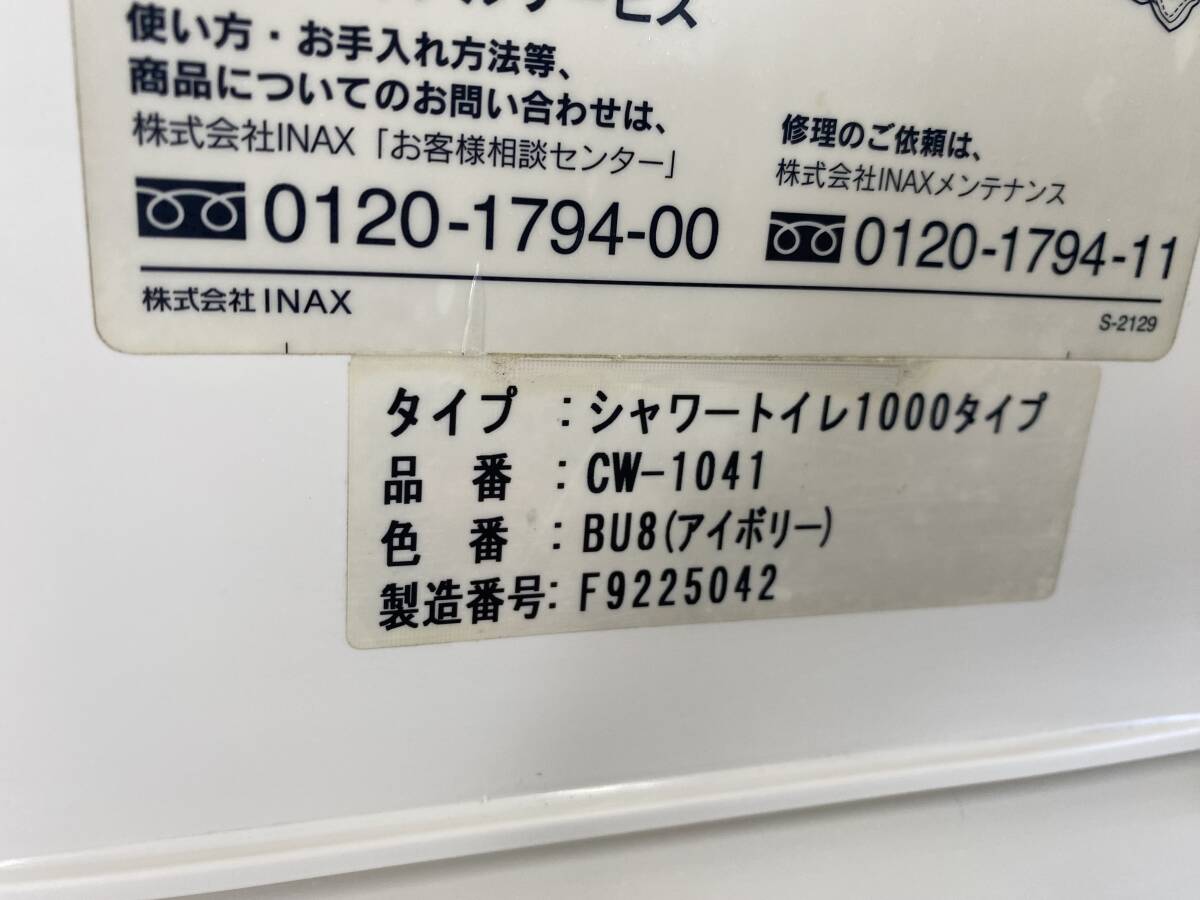 使い方・お手入れ方法等、
商品についてのお問い合わせは、
株式会社INAX「お客様相談センター」
0120-1794-00
修理のご依頼は、
株式会社INAXメンテナンス
0120-1794-11
株式会社INAX
S-2129
タイプ:シャワートイレ1000タイプ
品番:CW-1041
色番:BU8(アイボリー)
製造番号:F9225042